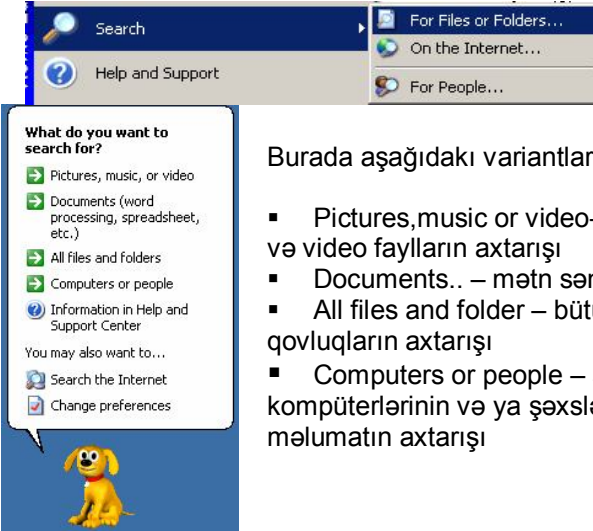 Search
For Files or Folders...
On the Internet...
Help and Support
For People...
What do you want to
search for?
Pictures, music, or video
Documents (word
processing, spreadsheet,
etc.)
All files and folders
Computers or people
Information in Help and
Support Center
You may also want to...
Search the Internet
Change preferences
Burada aşağıdakı variantlar
▪ Pictures,music or video-
və video faylların axtarışı
▪ Documents.. – mətn
▪ All files and folder –
qovluqların axtarışı
▪ Computers or people –
kompüterlərinin və ya
məlumatın axtarışı